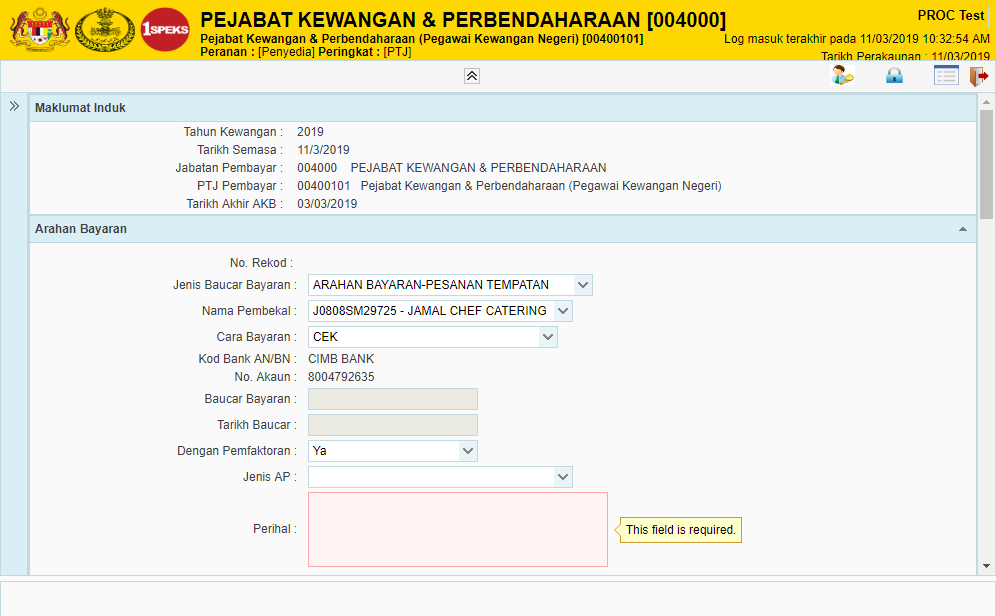 1SPEKS
PEJABAT KEWANGAN & PERBENDAHARAAN [004000]
Pejabat Kewangan & Perbendaharaan (Pegawai Kewangan Negeri) [00400101]
Peranan : [Penyedia] Peringkat : [PTJ]
PROC Test
Log masuk terakhir pada 11/03/2019 10:32:54 AM
Tarikh Perakaunan : 11/03/2019
Maklumat Induk
Tahun Kewangan : 2019
Tarikh Semasa : 11/3/2019
Jabatan Pembayar : 004000 PEJABAT KEWANGAN & PERBENDAHARAAN
PTJ Pembayar : 00400101 Pejabat Kewangan & Perbendaharaan (Pegawai Kewangan Negeri)
Tarikh Akhir AKB : 03/03/2019
Arahan Bayaran
No. Rekod :
Jenis Baucar Bayaran : ARAHAN BAYARAN-PESANAN TEMPATAN
Nama Pembekal : J0808SM29725 - JAMAL CHEF CATERING
Cara Bayaran : CEK
Kod Bank AN/BN : CIMB BANK
No. Akaun : 8004792635
Baucar Bayaran :
Tarikh Baucar :
Dengan Pemfaktoran : Ya
Jenis AP :
Perihal :
This field is required.